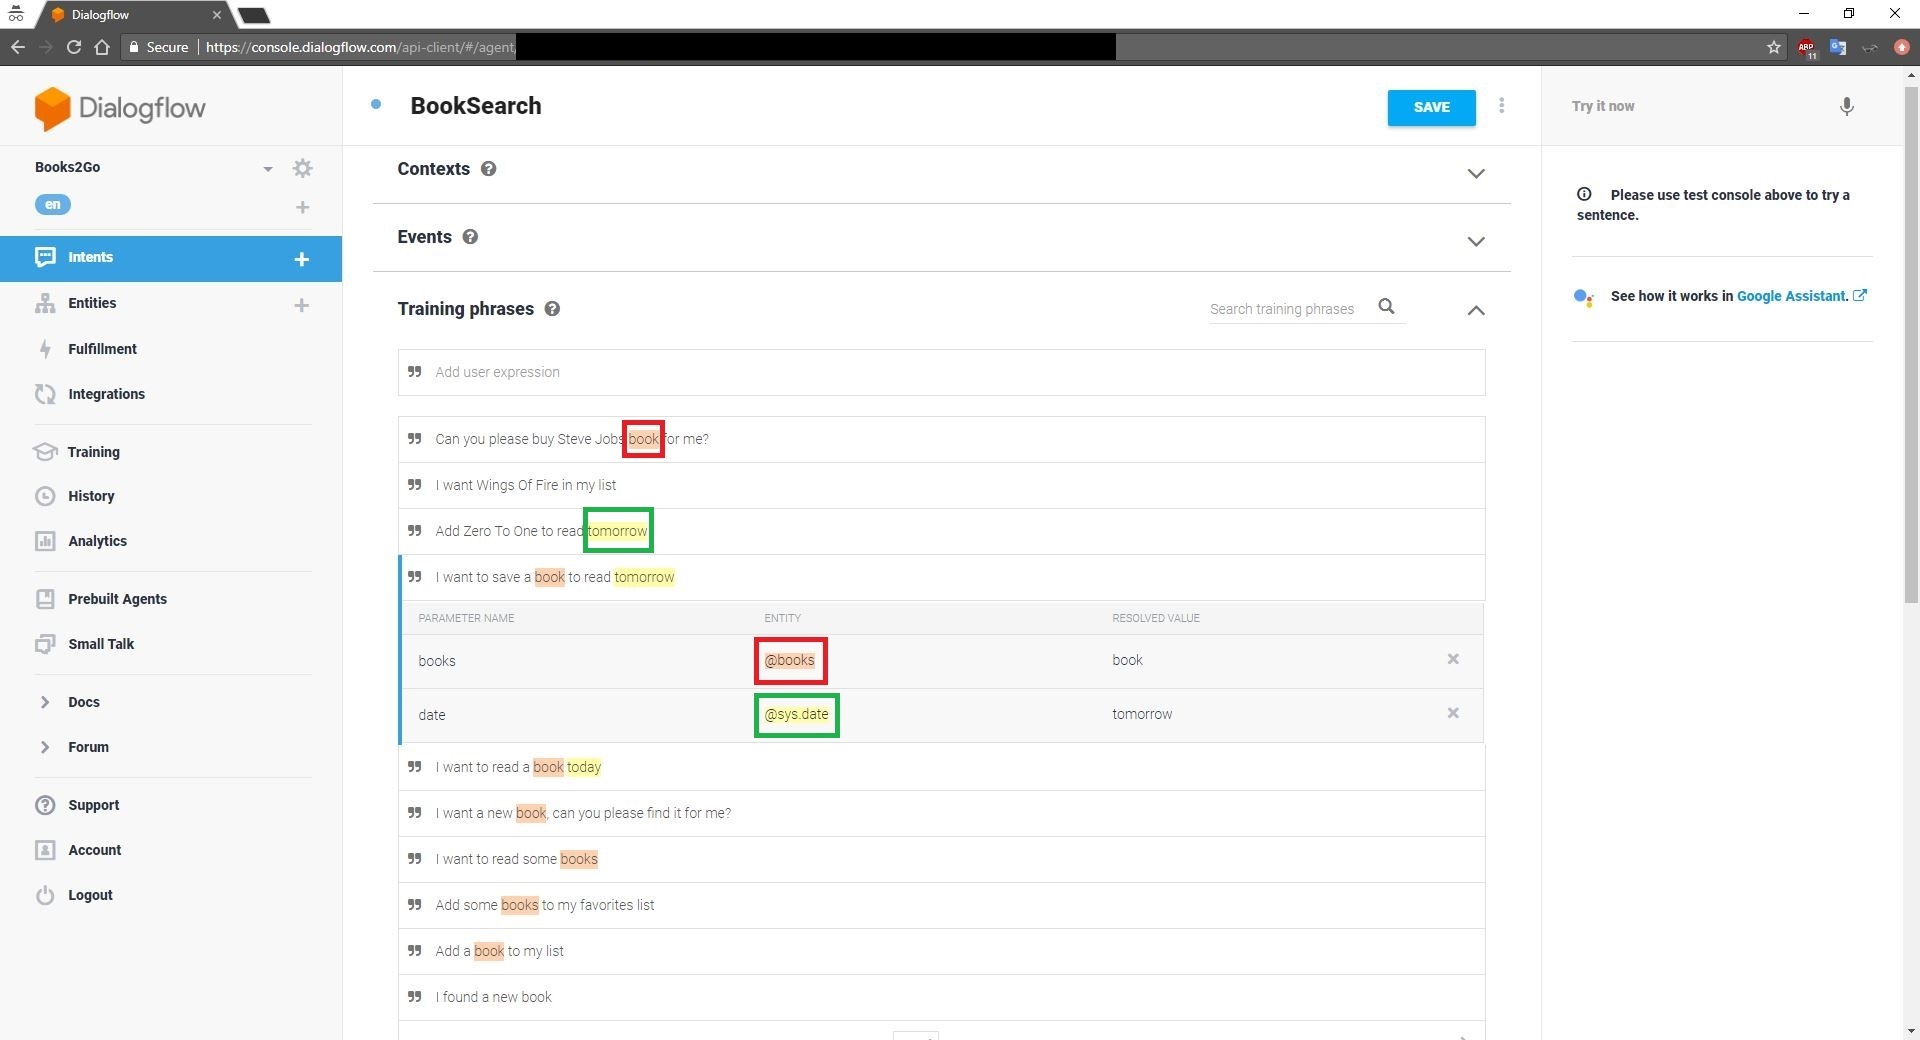 Dialogflow
Secure https://console.dialogflow.com/api-client/#/agent
ABP
11
Dialogflow
BookSearch
SAVE
Try it now
Books2Go
en
Intents
Entities
Fulfillment
Integrations
Training
History
Analytics
Prebuilt Agents
Small Talk
Docs
Forum
Support
Account
Logout
Contexts
Events
Training phrases
Search training phrases
Add user expression
Can you please buy Steve Jobs book for me?
I want Wings Of Fire in my list
Add Zero To One to read tomorrow
I want to save a book to read tomorrow
PARAMETER NAME ENTITY RESOLVED VALUE
books @books book
date @sys.date tomorrow
I want to read a book today
I want a new book, can you please find it for me?
I want to read some books
Add some books to my favorites list
Add a book to my list
I found a new book
Please use test console above to try a
sentence.
See how it works in Google Assistant.